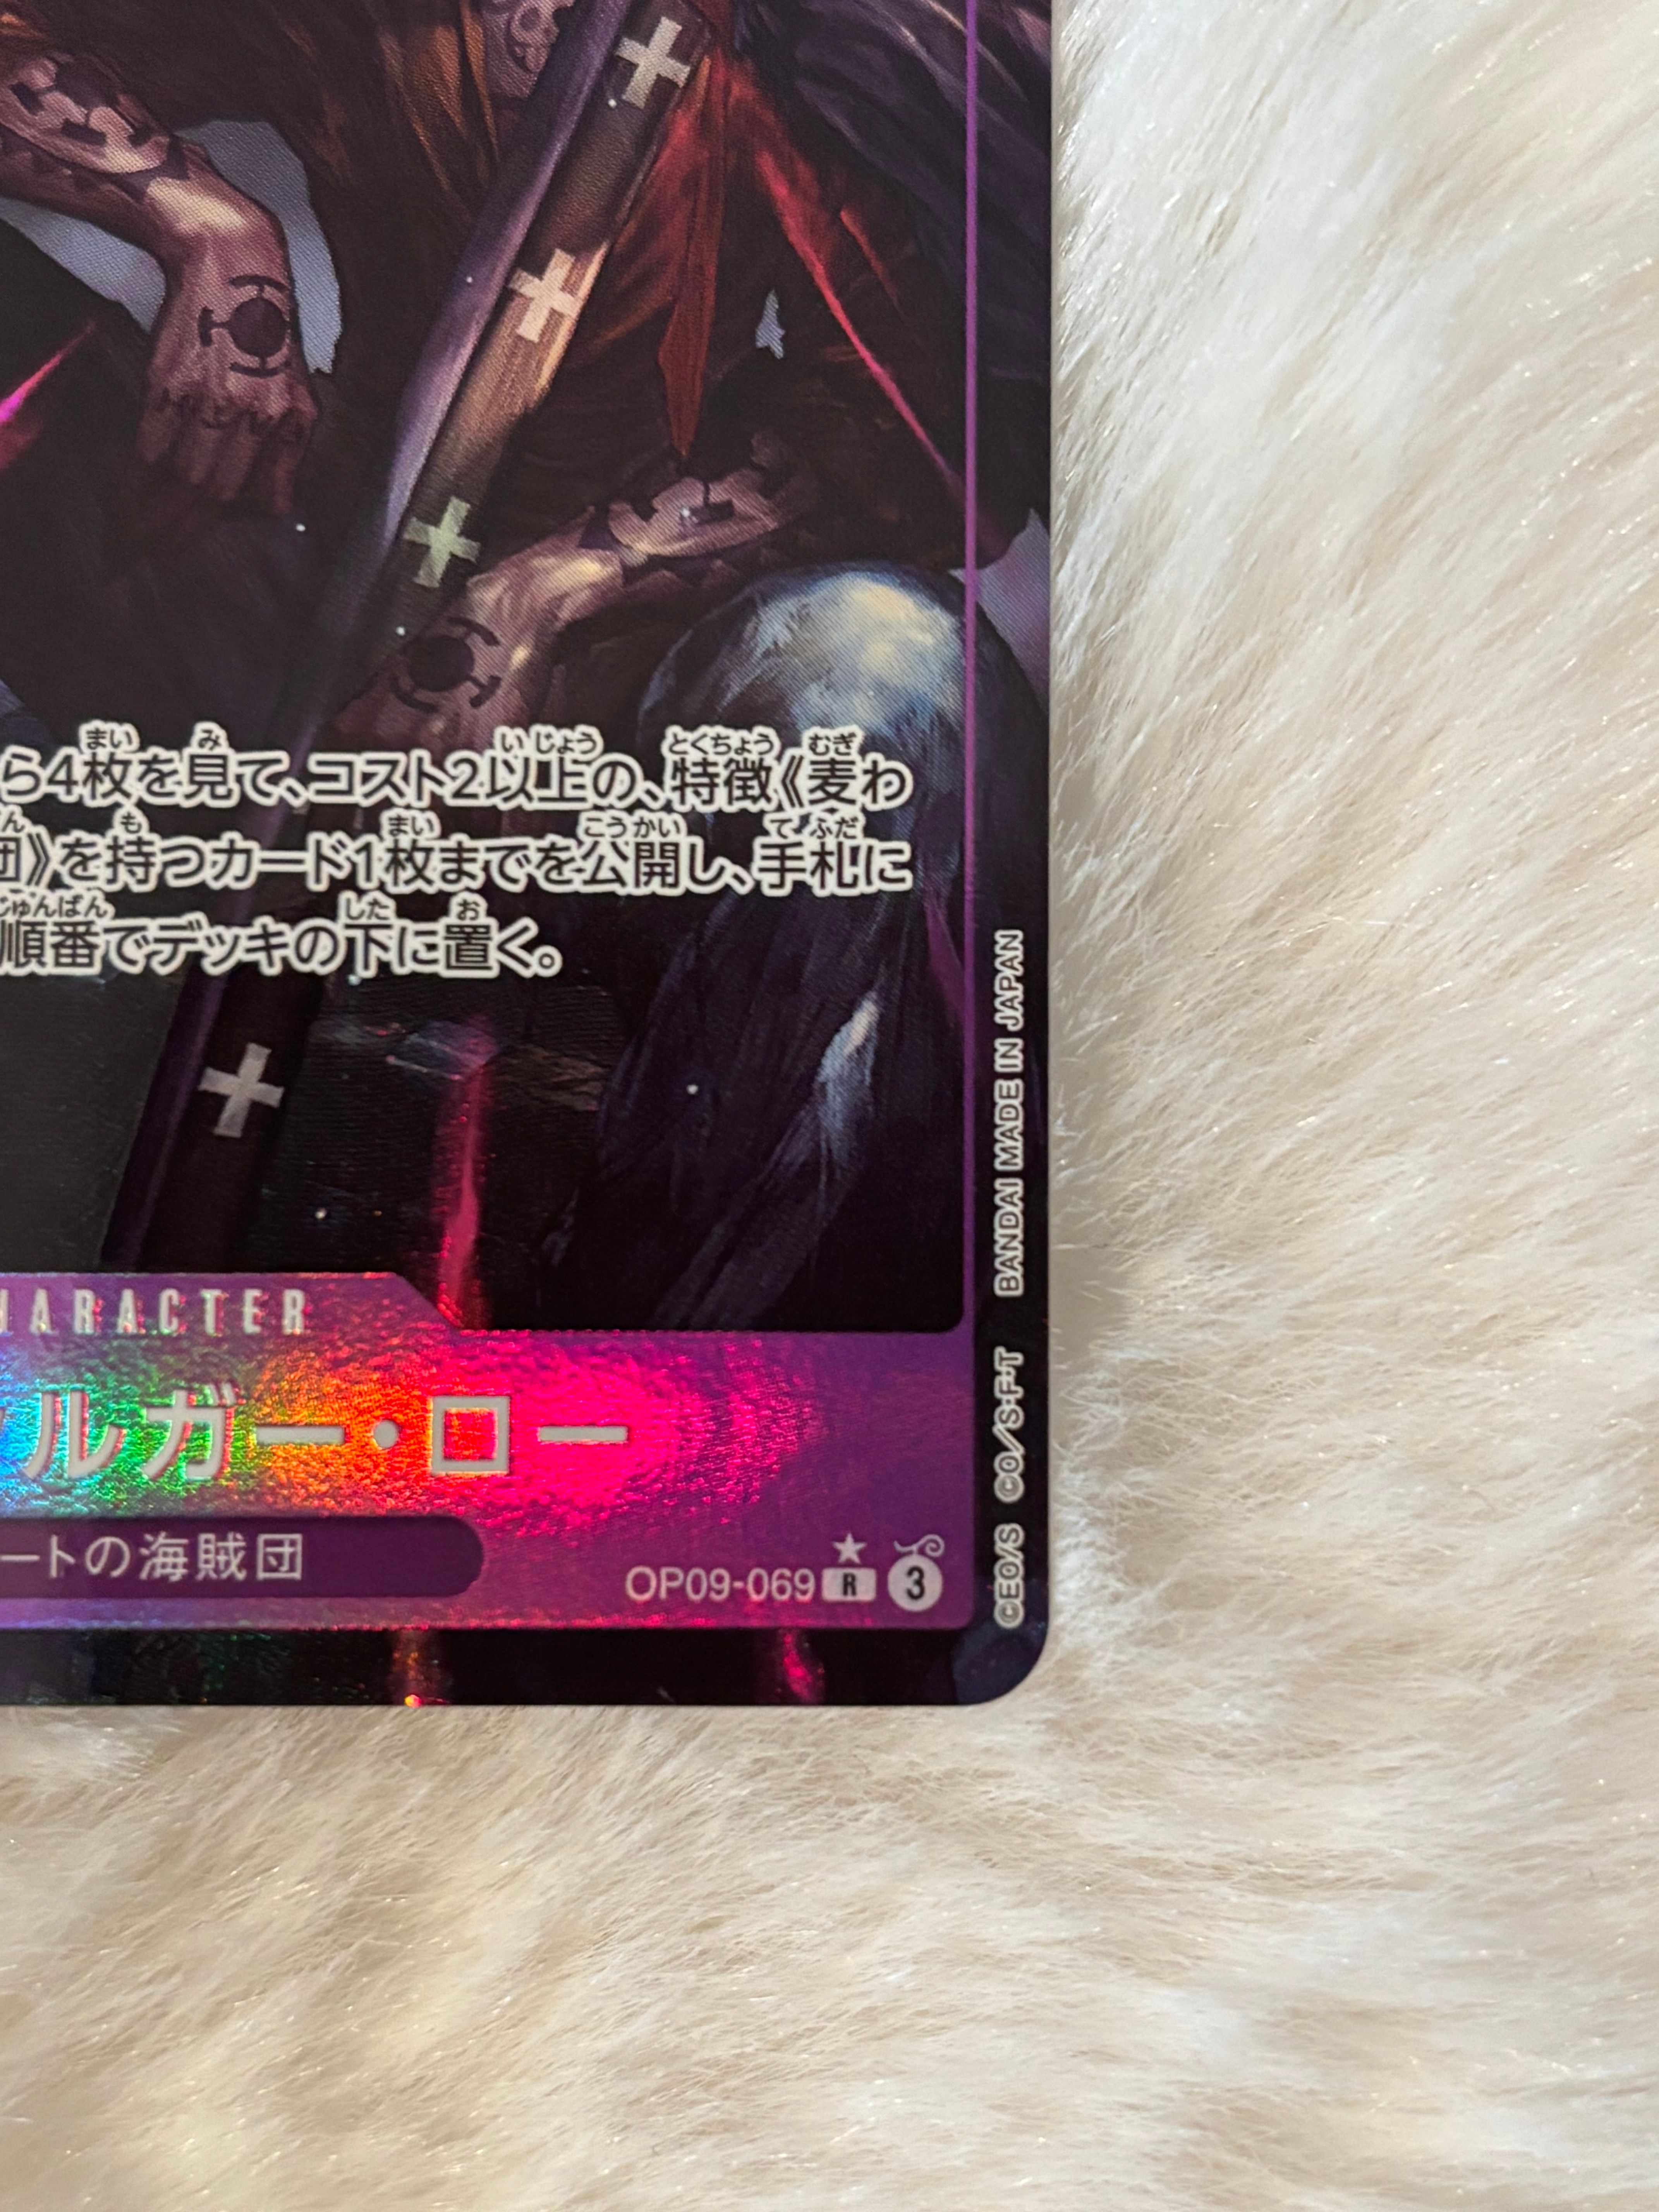 ら4枚を見て、コスト2以上の、特徴《麦わ
団》を持つカード1枚までを公開し、手札に
順番でデッキの下に置く。
BANDAI MADE IN JAPAN
©EO/S ©O/S·F·T
CHARACTER
ァルガー・ロー
ートの海賊団
OP09-069 R 3